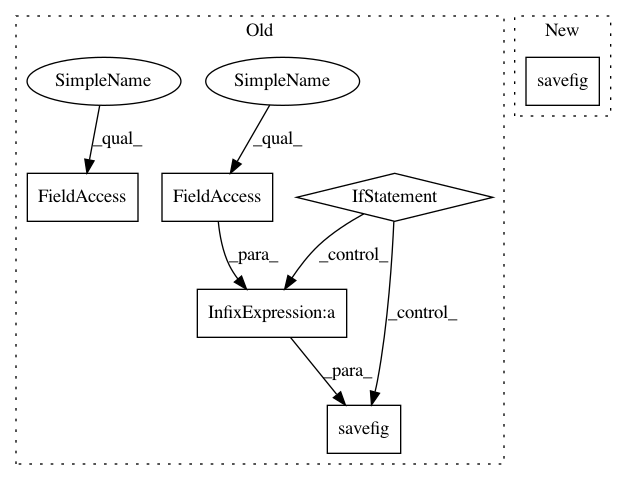 Old
New
SimpleName
SimpleName
savefig
_qual_
_qual_
FieldAccess
FieldAccess
IfStatement
_para_
_control_
InfixExpression:a
_control_
_para_
savefig